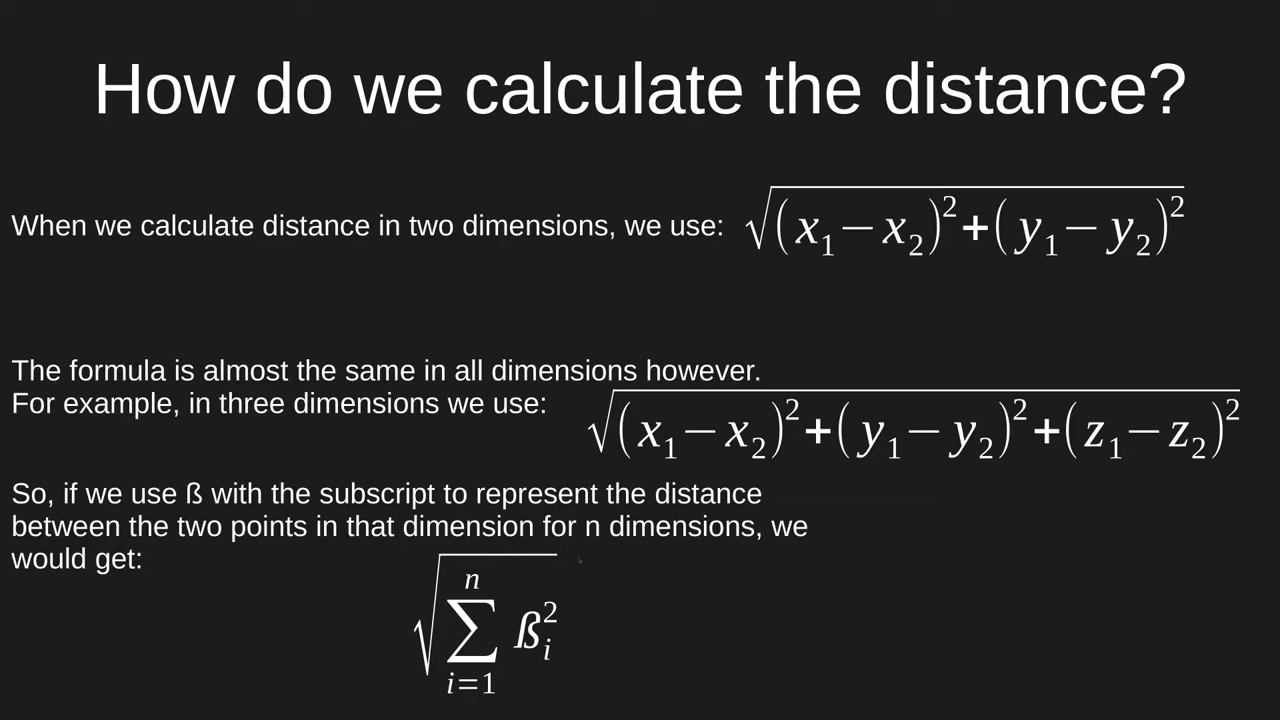 How do we calculate the distance?
When we calculate distance in two dimensions, we use: √((x₁−x₂)²+(y₁−y₂)²)
The formula is almost the same in all dimensions however.
For example, in three dimensions we use: √((x₁−x₂)²+(y₁−y₂)²+(z₁−z₂)²)
So, if we use ß with the subscript to represent the distance
between the two points in that dimension for n dimensions, we
would get:
√(∑ᵢ₌₁ⁿ ßᵢ²)